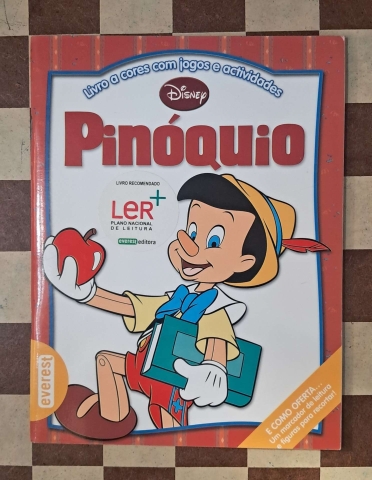 Livro a cores com jogos e actividades
Disney
Pinóquio
LIVRO RECOMENDADO
LER+
PLANO NACIONAL
DE LEITURA
everest editora
everest
E COMO OFERTA
Um marcador de leitura
e figuras para recortar!